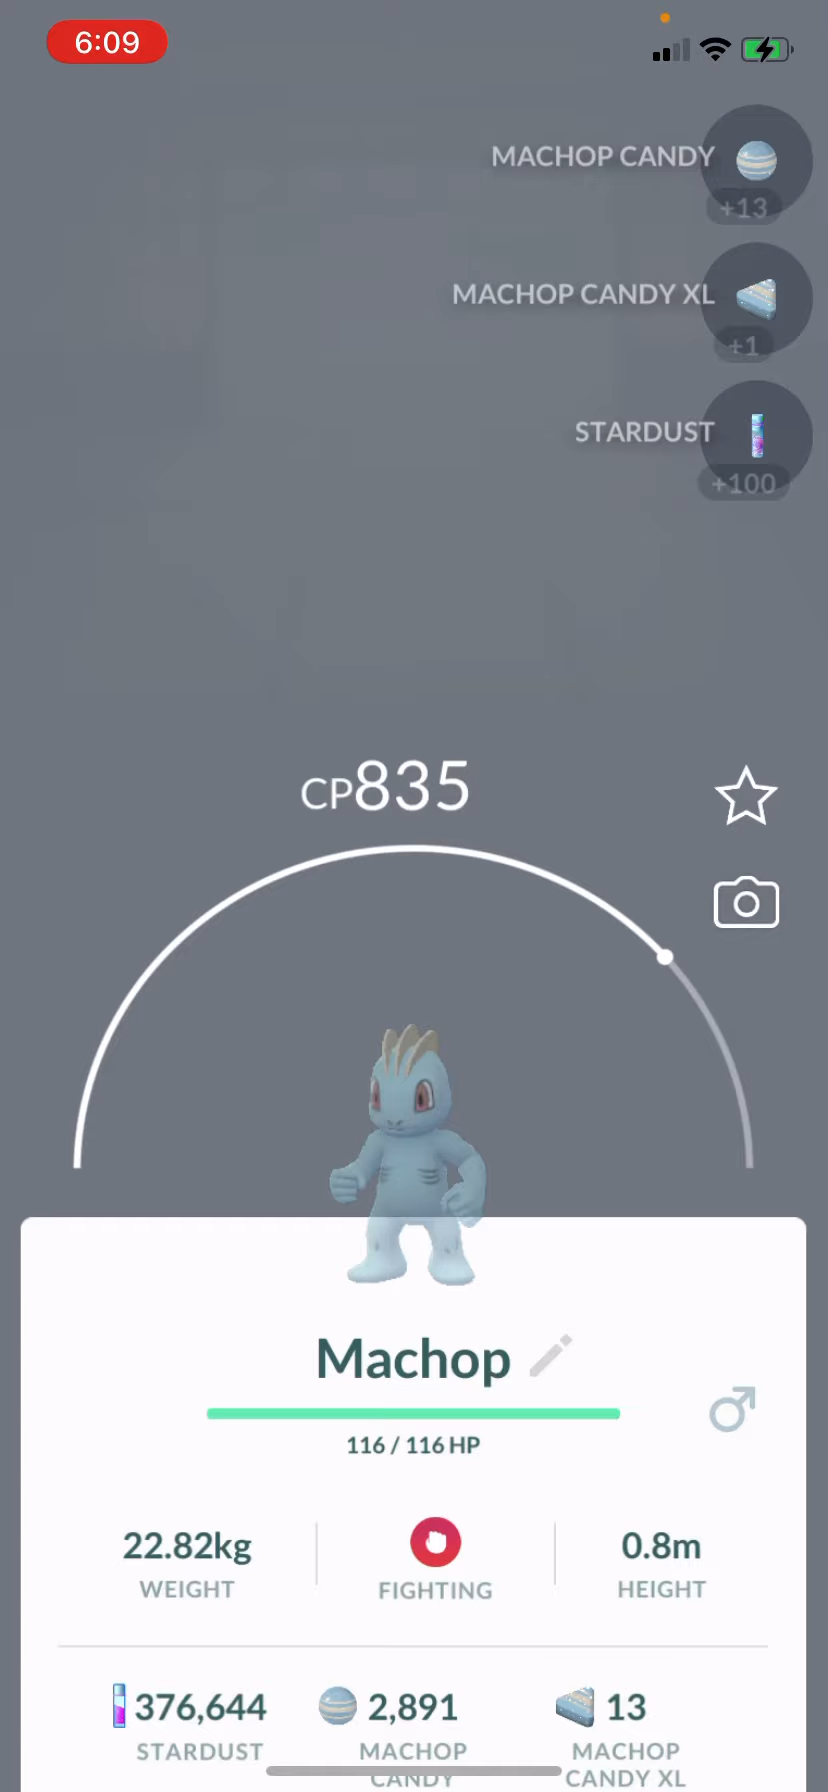 6:09
MACHOP CANDY
+13
MACHOP CANDY XL
+1
STARDUST
+100
CP835
Machop
116 / 116 HP
22.82kg
WEIGHT
FIGHTING
0.8m
HEIGHT
376,644
STARDUST
2,891
MACHOP
CANDY
13
MACHOP
CANDY XL